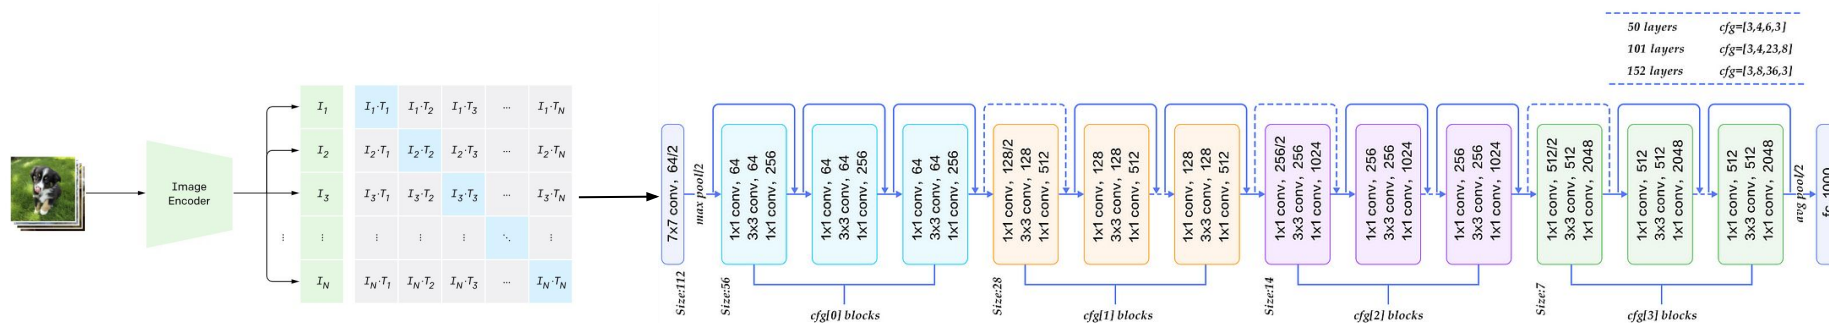 50 layers cfg=[3,4,6,3]
101 layers cfg=[3,4,23,8]
152 layers cfg=[3,8,36,3]
Image
Encoder
I1
I2
I3
⋮ ⋮
IN
I1·T1 I1·T2 I1·T3 ... I1·TN
I2·T1 I2·T2 I2·T3 ... I2·TN
I3·T1 I3·T2 I3·T3 ... I3·TN
⋮ ⋮ ⋮ ⋱ ⋮
IN·T1 IN·T2 IN·T3 ... IN·TN
7x7 conv, 64/2
max pool/2
1x1 conv, 64
3x3 conv, 64
1x1 conv, 256
1x1 conv, 64
3x3 conv, 64
1x1 conv, 256
1x1 conv, 64
3x3 conv, 64
1x1 conv, 256
1x1 conv, 128/2
3x3 conv, 128
1x1 conv, 512
1x1 conv, 128
3x3 conv, 128
1x1 conv, 512
1x1 conv, 128
3x3 conv, 128
1x1 conv, 512
1x1 conv, 256/2
3x3 conv, 256
1x1 conv, 1024
1x1 conv, 256
3x3 conv, 256
1x1 conv, 1024
1x1 conv, 256
3x3 conv, 256
1x1 conv, 1024
1x1 conv, 512/2
3x3 conv, 512
1x1 conv, 2048
1x1 conv, 512
3x3 conv, 512
1x1 conv, 2048
1x1 conv, 512
3x3 conv, 512
1x1 conv, 2048
avg pool/2
Size:112
Size:56
cfg[0] blocks
Size:28
cfg[1] blocks
Size:14
cfg[2] blocks
Size:7
cfg[3] blocks